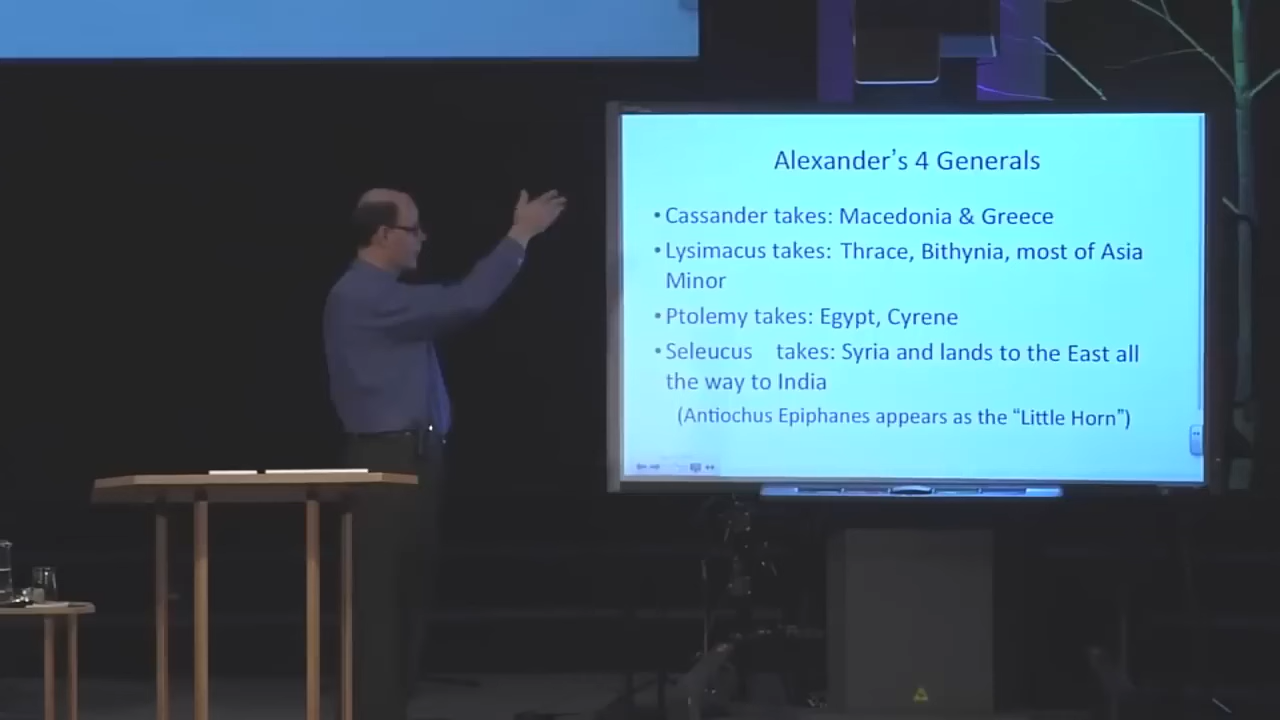 Alexander’s 4 Generals
•Cassander takes: Macedonia & Greece
•Lysimacus takes: Thrace, Bithynia, most of Asia
Minor
•Ptolemy takes: Egypt, Cyrene
•Seleucus takes: Syria and lands to the East all
the way to India
(Antiochus Epiphanes appears as the “Little Horn”)